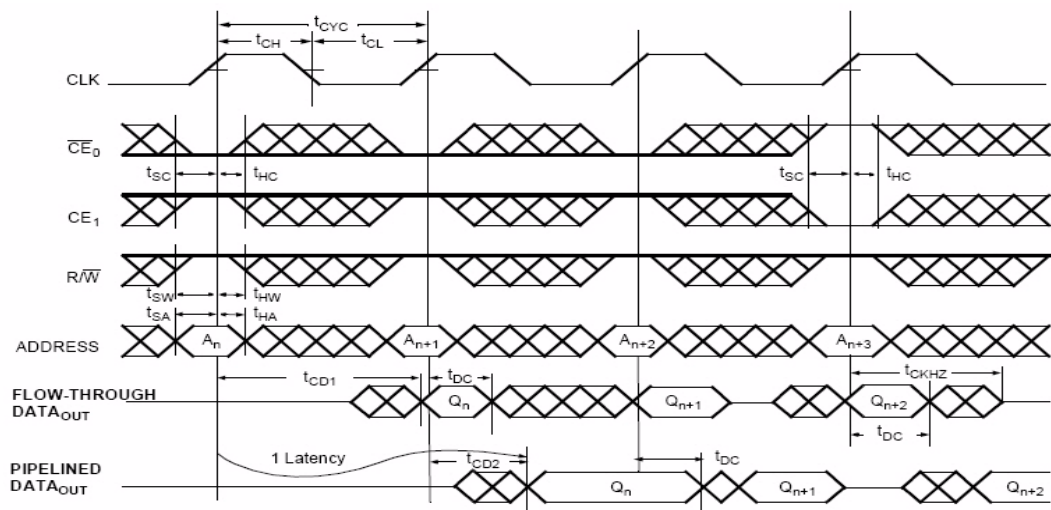 tCYC
tCH tCL
CLK
CE0
tSC tHC tSC tHC
CE1
R/W
tSW tHW
tSA tHA
ADDRESS An An+1 An+2 An+3
tCD1 tDC tCKHZ
FLOW-THROUGH
DATAOUT Qn Qn+1 Qn+2
tDC
1 Latency tCD2 tDC
PIPELINED
DATAOUT Qn Qn+1 Qn+2